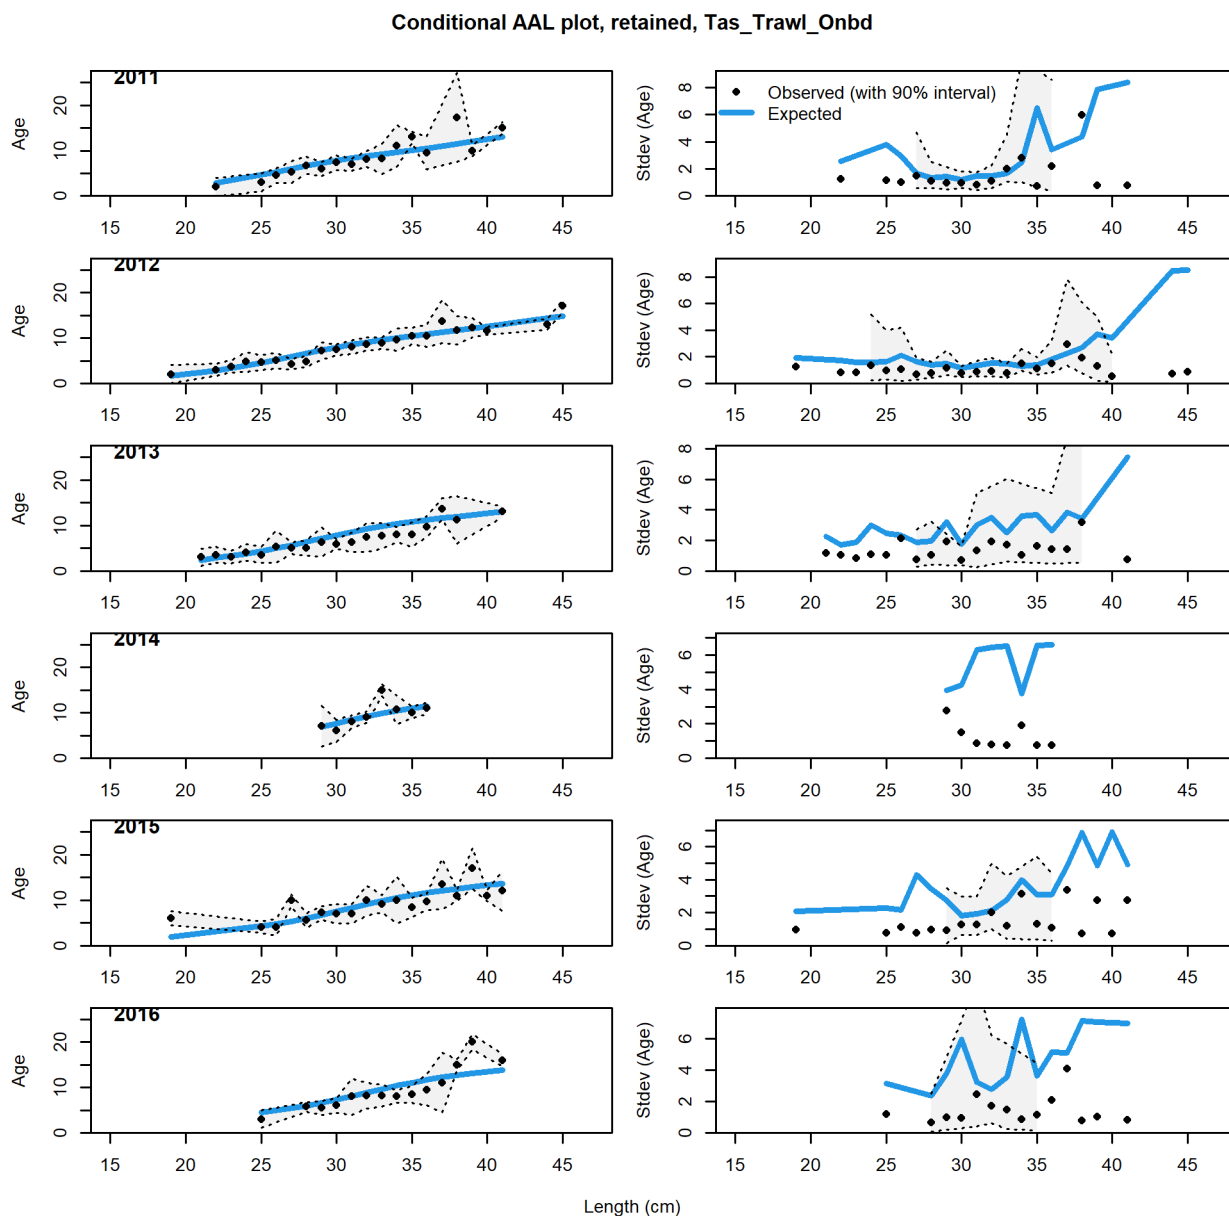 Conditional AAL plot, retained, Tas_Trawl_Onbd
2011
Age
0 10 20
15 20 25 30 35 40 45
Observed (with 90% interval)
Expected
Stdev (Age)
0 2 4 6 8
15 20 25 30 35 40 45
2012
Age
0 10 20
15 20 25 30 35 40 45
Stdev (Age)
0 2 4 6 8
15 20 25 30 35 40 45
2013
Age
0 10 20
15 20 25 30 35 40 45
Stdev (Age)
0 2 4 6 8
15 20 25 30 35 40 45
2014
Age
0 10 20
15 20 25 30 35 40 45
Stdev (Age)
0 2 4 6
15 20 25 30 35 40 45
2015
Age
0 10 20
15 20 25 30 35 40 45
Stdev (Age)
0 2 4 6
15 20 25 30 35 40 45
2016
Age
0 10 20
15 20 25 30 35 40 45
Stdev (Age)
0 2 4 6
15 20 25 30 35 40 45
Length (cm)